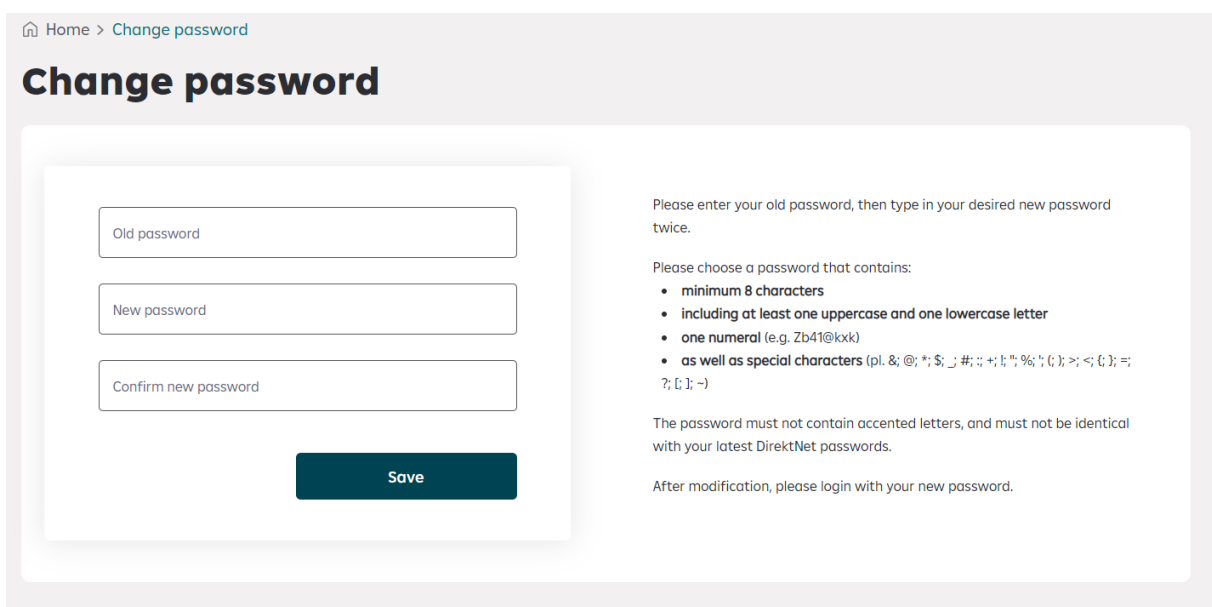 Home > Change password
Change password
Old password
New password
Confirm new password
Save
Please enter your old password, then type in your desired new password
twice.
Please choose a password that contains:
• minimum 8 characters
• including at least one uppercase and one lowercase letter
• one numeral (e.g. Zb41@kxk)
• as well as special characters (pl. &; @; *; $; _; #; :; +; !; "; %; '; (; ); >; <; {; }; =;
?; [; ]; ~)
The password must not contain accented letters, and must not be identical
with your latest DirektNet passwords.
After modification, please login with your new password.